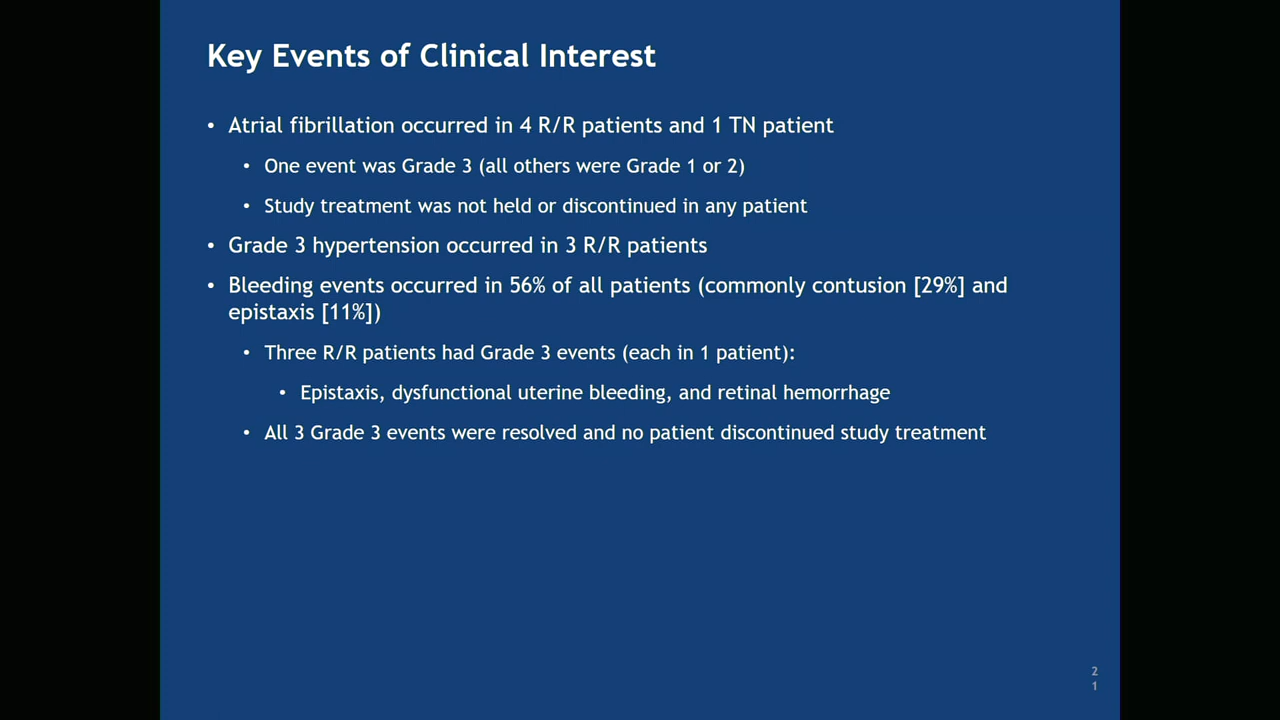 Key Events of Clinical Interest
• Atrial fibrillation occurred in 4 R/R patients and 1 TN patient
• One event was Grade 3 (all others were Grade 1 or 2)
• Study treatment was not held or discontinued in any patient
• Grade 3 hypertension occurred in 3 R/R patients
• Bleeding events occurred in 56% of all patients (commonly contusion [29%] and
epistaxis [11%])
• Three R/R patients had Grade 3 events (each in 1 patient):
• Epistaxis, dysfunctional uterine bleeding, and retinal hemorrhage
• All 3 Grade 3 events were resolved and no patient discontinued study treatment
2
1